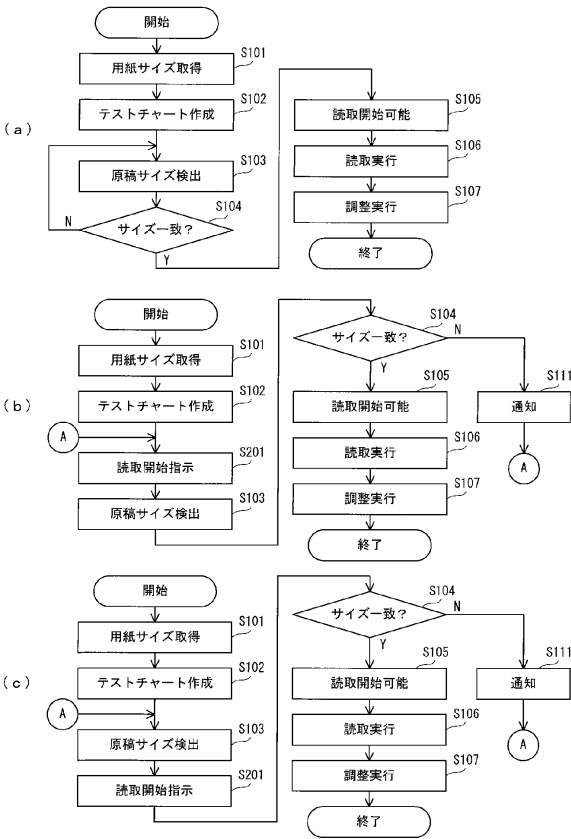 (a)
開始
用紙サイズ取得
S101
テストチャート作成
S102
原稿サイズ検出
S103
サイズ一致?
S104
N
Y
読取開始可能
S105
読取実行
S106
調整実行
S107
終了
(b)
開始
用紙サイズ取得
S101
テストチャート作成
S102
A
読取開始指示
S201
原稿サイズ検出
S103
サイズ一致?
S104
N
Y
読取開始可能
S105
読取実行
S106
調整実行
S107
終了
通知
S111
A
(c)
開始
用紙サイズ取得
S101
テストチャート作成
S102
A
原稿サイズ検出
S103
読取開始指示
S201
サイズ一致?
S104
N
Y
読取開始可能
S105
読取実行
S106
調整実行
S107
終了
通知
S111
A